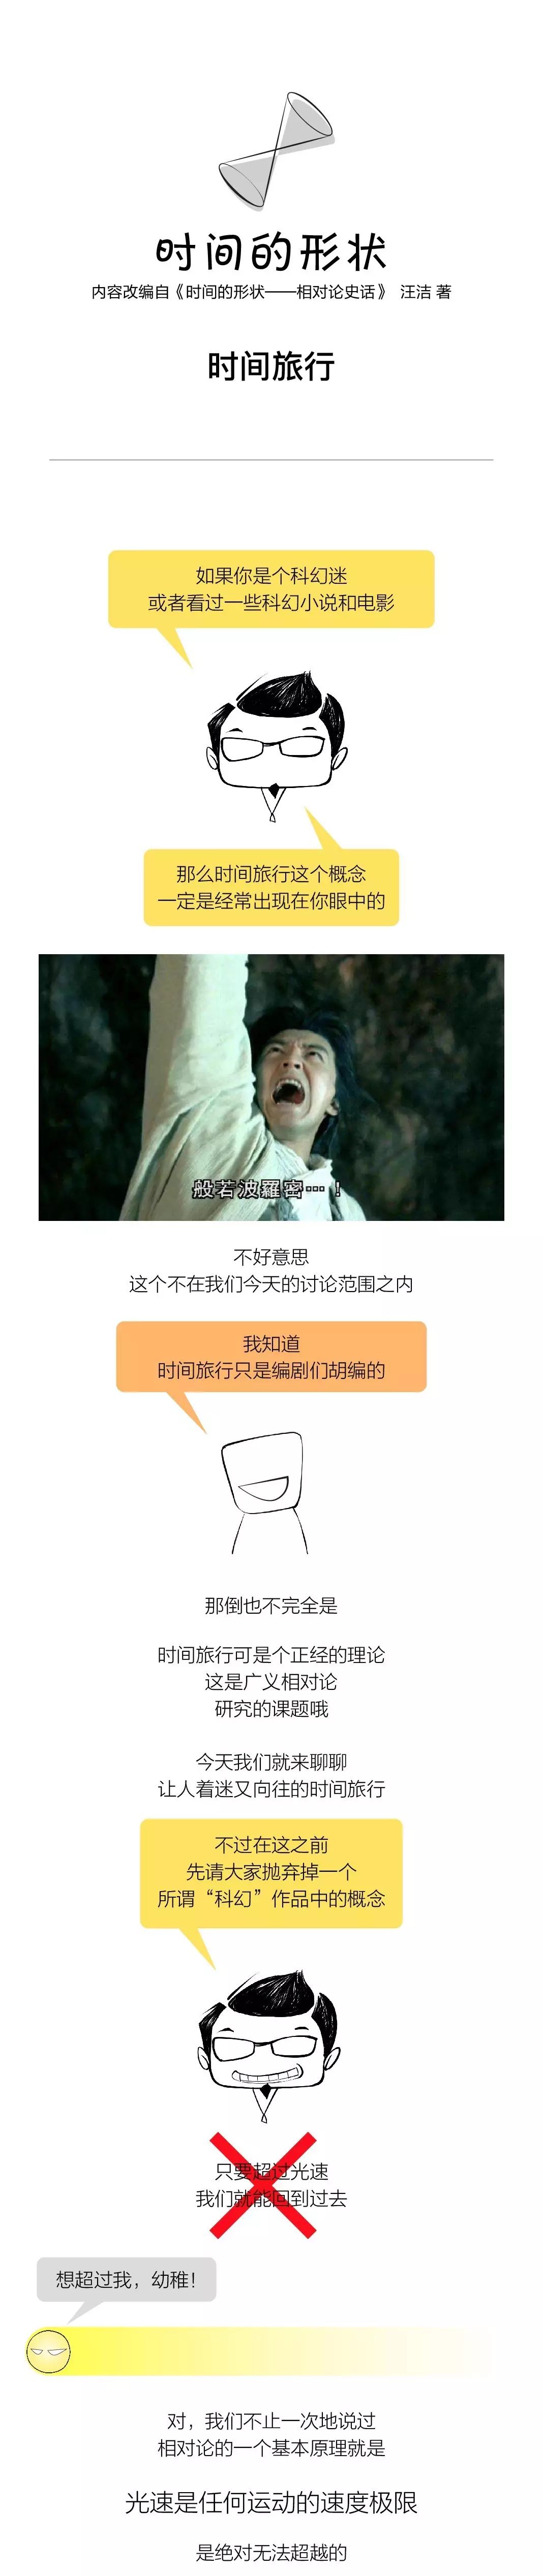 时间的形状
内容改编自《时间的形状——相对论史话》 汪洁 著
时间旅行
如果你是个科幻迷
或者看过一些科幻小说和电影
那么时间旅行这个概念
一定是经常出现在你眼中的
般若波羅密…！
不好意思
这个不在我们今天的讨论范围之内
我知道
时间旅行只是编剧们胡编的
那倒也不完全是
时间旅行可是个正经的理论
这是广义相对论
研究的课题哦
今天我们就来聊聊
让人着迷又向往的时间旅行
不过在这之前
先请大家抛弃掉一个
所谓“科幻”作品中的概念
只要超过光速
我们就能回到过去
想超过我，幼稚！
对，我们不止一次地说过
相对论的一个基本原理就是
光速是任何运动的速度极限
是绝对无法超越的